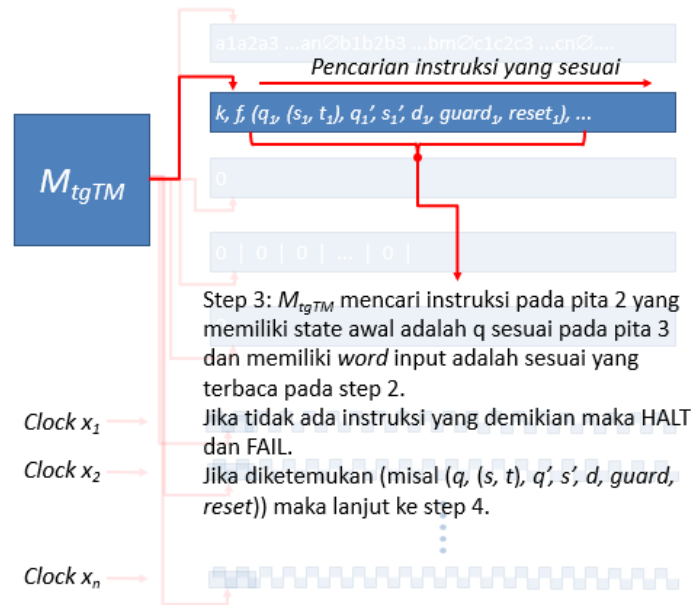 a1a2a3 ...an∅b1b2b3 ...bm∅c1c2c3 ...cn∅....
Pencarian instruksi yang sesuai
k, f, (q₁, (s₁, t₁), q₁′, s₁′, d₁, guard₁, reset₁), ...
M_tgTM
0
0 | 0 | 0 | ... | 0 |
Step 3: M_tgTM mencari instruksi pada pita 2 yang
memiliki state awal adalah q sesuai pada pita 3
dan memiliki word input adalah sesuai yang
terbaca pada step 2.
Jika tidak ada instruksi yang demikian maka HALT
dan FAIL.
Jika diketemukan (misal (q, (s, t), q′, s′, d, guard,
reset)) maka lanjut ke step 4.
Clock x₁
Clock x₂
Clock xₙ